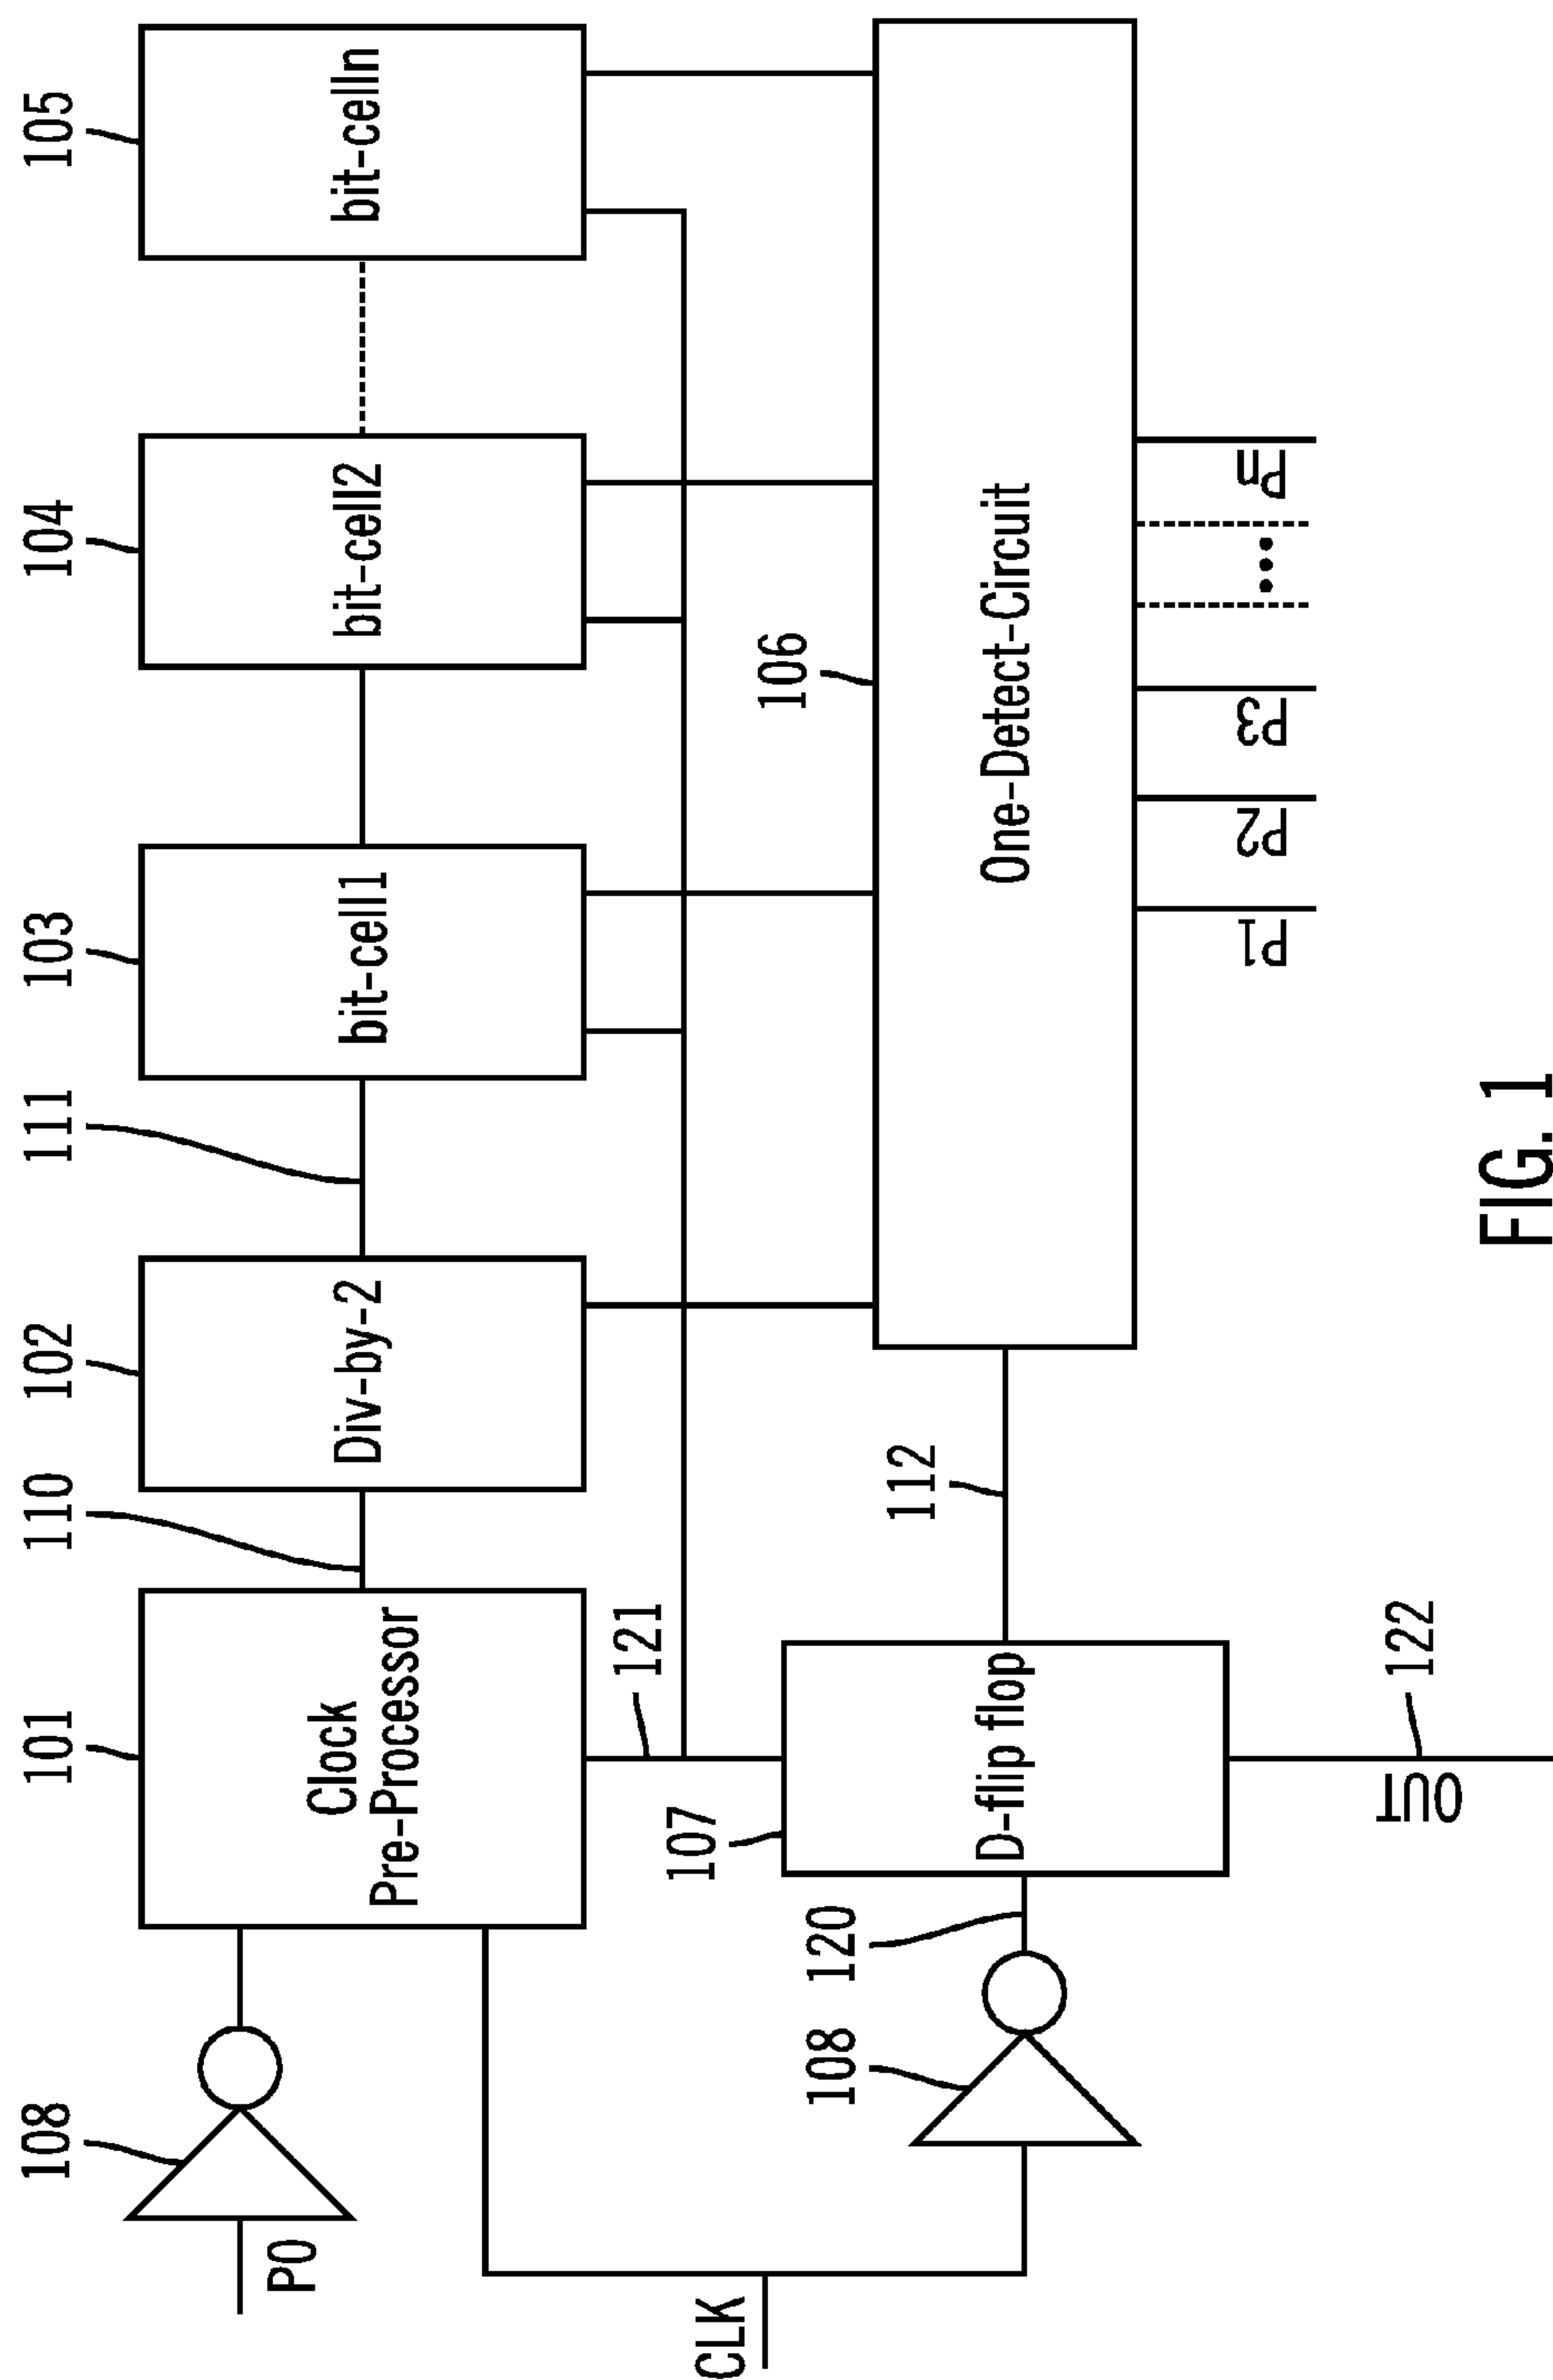 108
101
110
102
111
103
104
105
P0
Clock
Pre-Processor
Div-by-2
bit-cell1
bit-cell2
bit-celln
121
CLK
108
120
107
112
106
D-flip flop
One-Detect-Circuit
OUT
122
P1
P2
P3
•••
Pn
FIG. 1